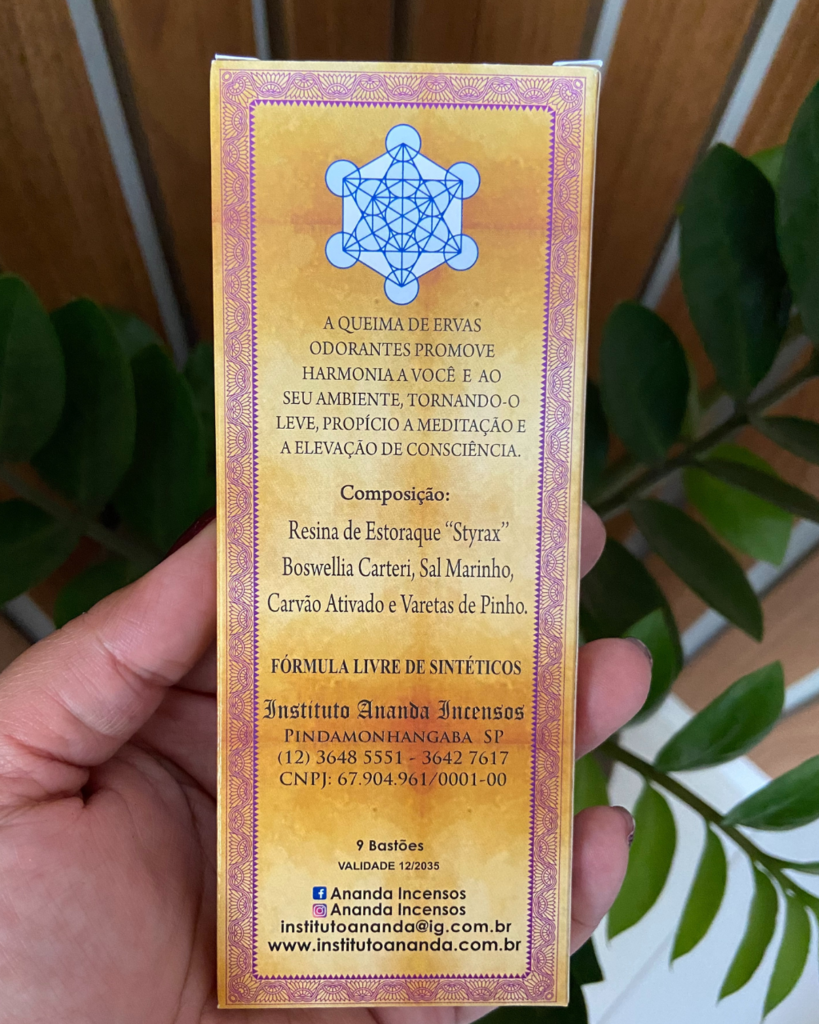 A QUEIMA DE ERVAS
ODORANTES PROMOVE
HARMONIA A VOCÊ E AO
SEU AMBIENTE, TORNANDO-O
LEVE, PROPÍCIO A MEDITAÇÃO E
A ELEVAÇÃO DE CONSCIÊNCIA.
Composição:
Resina de Estoraque “Styrax”
Boswellia Carteri, Sal Marinho,
Carvão Ativado e Varetas de Pinho.
FÓRMULA LIVRE DE SINTÉTICOS
Instituto Ananda Incensos
PINDAMONHANGABA SP
(12) 3648 5551 - 3642 7617
CNPJ: 67.904.961/0001-00
9 Bastões
VALIDADE 12/2035
Ananda Incensos
Ananda Incensos
institutoananda@ig.com.br
www.institutoananda.com.br